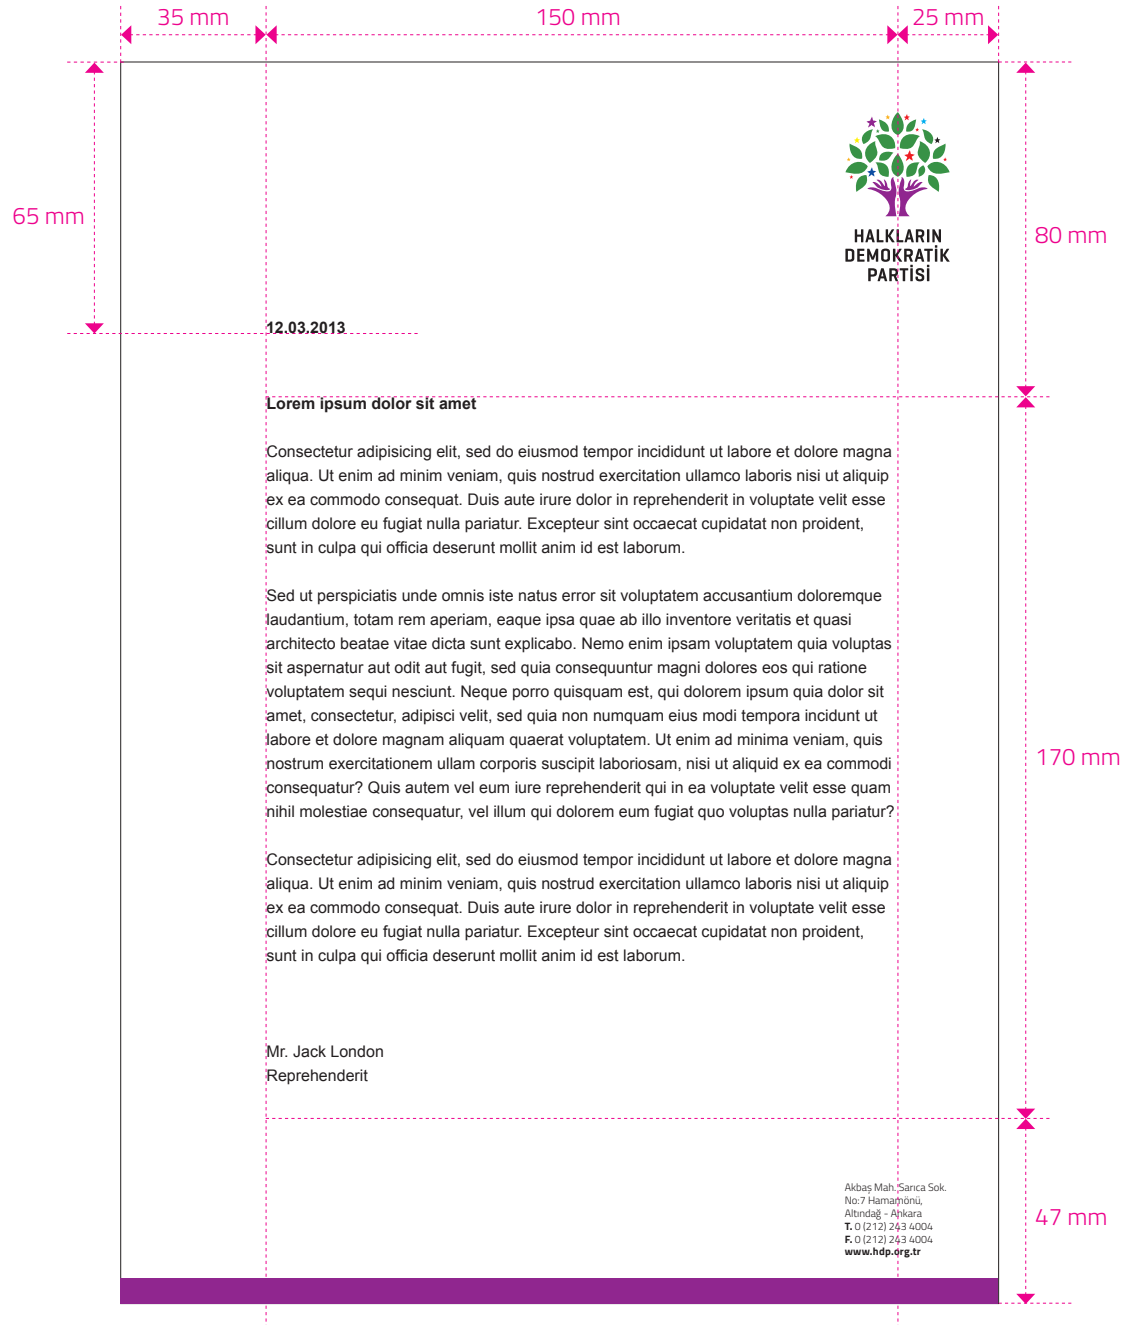 35 mm
150 mm
25 mm
65 mm
80 mm
HALKLARIN
DEMOKRATİK
PARTİSİ
12.03.2013
Lorem ipsum dolor sit amet
Consectetur adipisicing elit, sed do eiusmod tempor incididunt ut labore et dolore magna
aliqua. Ut enim ad minim veniam, quis nostrud exercitation ullamco laboris nisi ut aliquip
ex ea commodo consequat. Duis aute irure dolor in reprehenderit in voluptate velit esse
cillum dolore eu fugiat nulla pariatur. Excepteur sint occaecat cupidatat non proident,
sunt in culpa qui officia deserunt mollit anim id est laborum.
Sed ut perspiciatis unde omnis iste natus error sit voluptatem accusantium doloremque
laudantium, totam rem aperiam, eaque ipsa quae ab illo inventore veritatis et quasi
architecto beatae vitae dicta sunt explicabo. Nemo enim ipsam voluptatem quia voluptas
sit aspernatur aut odit aut fugit, sed quia consequuntur magni dolores eos qui ratione
voluptatem sequi nesciunt. Neque porro quisquam est, qui dolorem ipsum quia dolor sit
amet, consectetur, adipisci velit, sed quia non numquam eius modi tempora incidunt ut
labore et dolore magnam aliquam quaerat voluptatem. Ut enim ad minima veniam, quis
nostrum exercitationem ullam corporis suscipit laboriosam, nisi ut aliquid ex ea commodi
consequatur? Quis autem vel eum iure reprehenderit qui in ea voluptate velit esse quam
nihil molestiae consequatur, vel illum qui dolorem eum fugiat quo voluptas nulla pariatur?
170 mm
Consectetur adipisicing elit, sed do eiusmod tempor incididunt ut labore et dolore magna
aliqua. Ut enim ad minim veniam, quis nostrud exercitation ullamco laboris nisi ut aliquip
ex ea commodo consequat. Duis aute irure dolor in reprehenderit in voluptate velit esse
cillum dolore eu fugiat nulla pariatur. Excepteur sint occaecat cupidatat non proident,
sunt in culpa qui officia deserunt mollit anim id est laborum.
Mr. Jack London
Reprehenderit
Akbaş Mah. Sarıca Sok.
No:7 Hamamönü,
Altındağ - Ankara
T. 0 (212) 243 4004
F. 0 (212) 243 4004
www.hdp.org.tr
47 mm